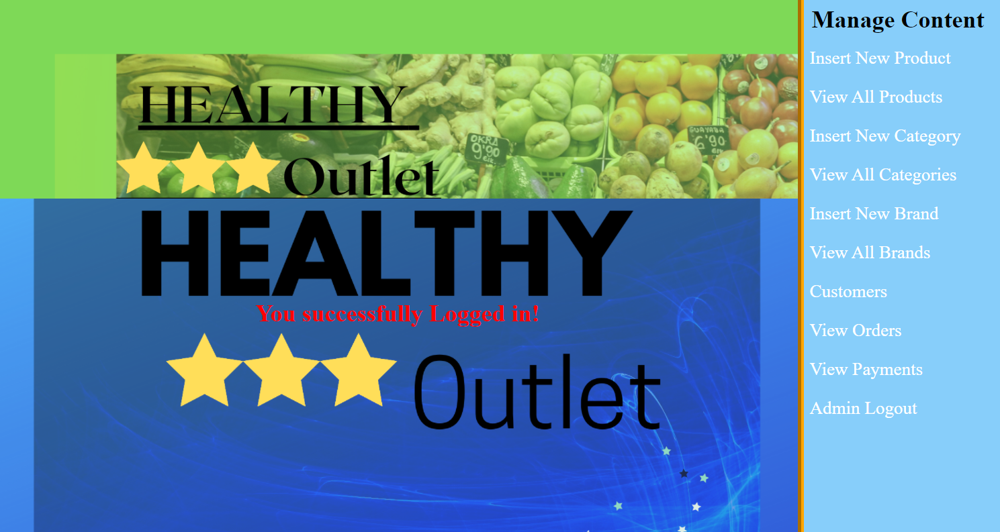 HEALTHY
Outlet
OKRA
9'90
GUAYABA
6'90
HEALTHY
You successfully Logged in!
Outlet
Manage Content
Insert New Product
View All Products
Insert New Category
View All Categories
Insert New Brand
View All Brands
Customers
View Orders
View Payments
Admin Logout